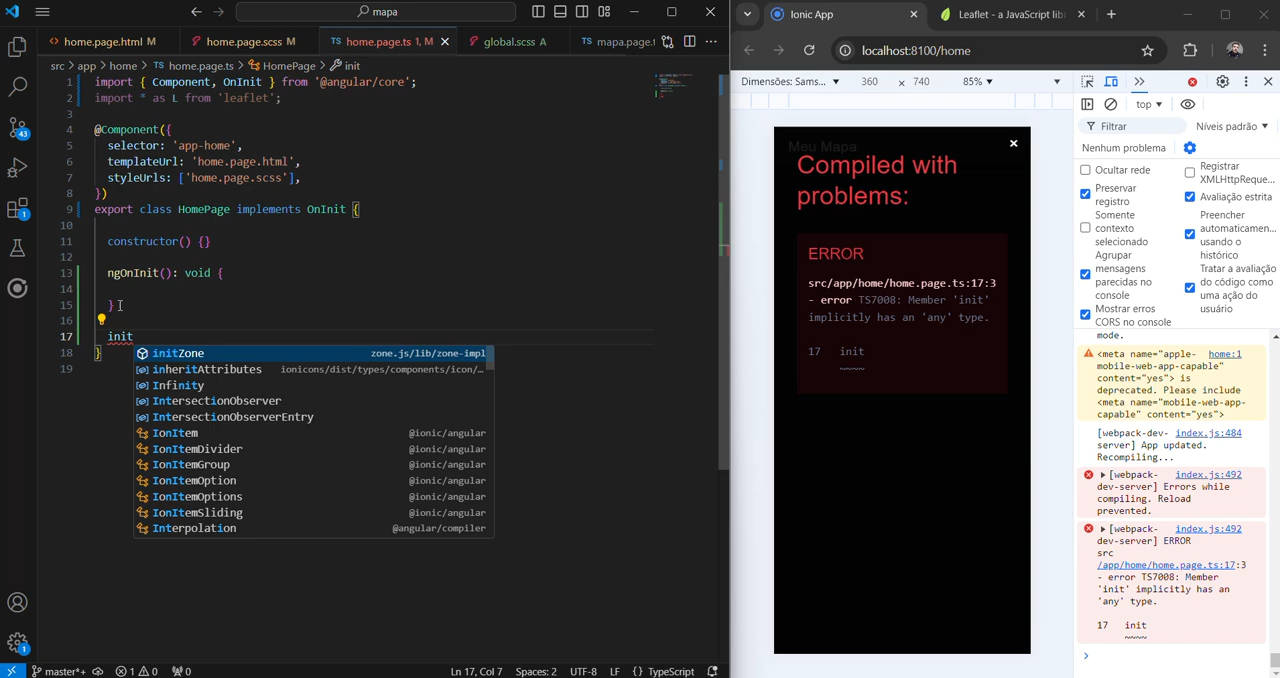 mapa
home.page.html M
home.page.scss M
TS home.page.ts 1, M
global.scss A
TS mapa.page.t
src > app > home > TS home.page.ts > HomePage > init
1 import { Component, OnInit } from '@angular/core';
2 import * as L from 'leaflet';
3
4 @Component({
5 selector: 'app-home',
6 templateUrl: 'home.page.html',
7 styleUrls: ['home.page.scss'],
8 })
9 export class HomePage implements OnInit {
10
11 constructor() {}
12
13 ngOnInit(): void {
14
15 }
16
17 init
18 }
19
initZone zone.js/lib/zone-impl
inheritAttributes ionicons/dist/types/components/icon/…
Infinity
IntersectionObserver
IntersectionObserverEntry
IonItem @ionic/angular
IonItemDivider @ionic/angular
IonItemGroup @ionic/angular
IonItemOption @ionic/angular
IonItemOptions @ionic/angular
IonItemSliding @ionic/angular
Interpolation @angular/compiler
43
1
1
master*+
1 0
0
Ln 17, Col 7
Spaces: 2
UTF-8
LF
{ } TypeScript
Ionic App
Leaflet - a JavaScript lib
localhost:8100/home
Dimensões: Sams...
360 × 740
85%
Meu Mapa
Compiled with
problems:
ERROR
src/app/home/home.page.ts:17:3
- error TS7008: Member 'init'
implicitly has an 'any' type.
17 init
~~~~
top
Filtrar
Níveis padrão
Nenhum problema
Ocultar rede
Preservar
registro
Somente
contexto
selecionado
Agrupar
mensagens
parecidas no
console
Mostrar erros
CORS no console
Registrar
XMLHttpReque...
Avaliação estrita
Preencher
automaticamen...
usando o
histórico
Tratar a avaliação
do código como
uma ação do
usuário
mode.
<meta name="apple- home:1
mobile-web-app-capable"
content="yes"> is
deprecated. Please include
<meta name="mobile-web-app-
capable" content="yes">
[webpack-dev- index.js:484
server] App updated.
Recompiling...
[webpack- index.js:492
dev-server] Errors while
compiling. Reload
prevented.
[webpack- index.js:492
dev-server] ERROR
src
/app/home/home.page.ts:17:3
- error TS7008: Member
'init' implicitly has an
'any' type.
17 init
~~~~